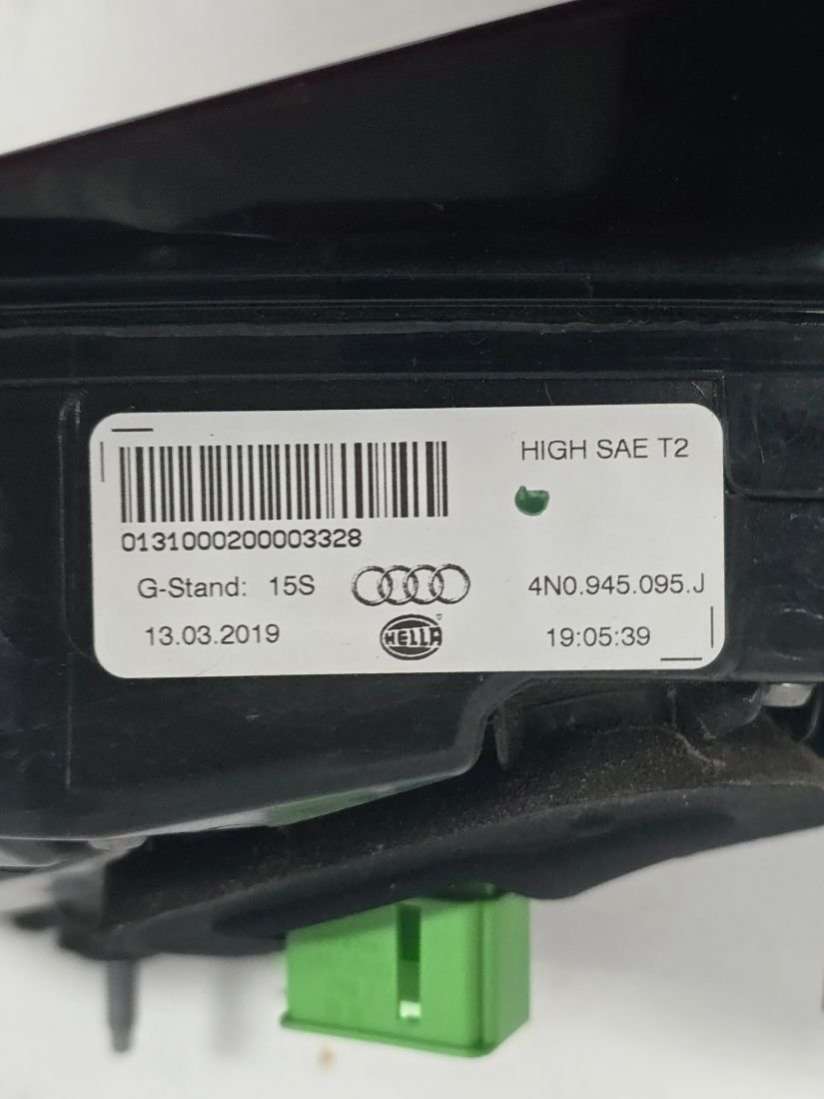 HIGH SAE T2
0131000200003328
G-Stand: 15S
4N0.945.095.J
13.03.2019
HELLA
19:05:39